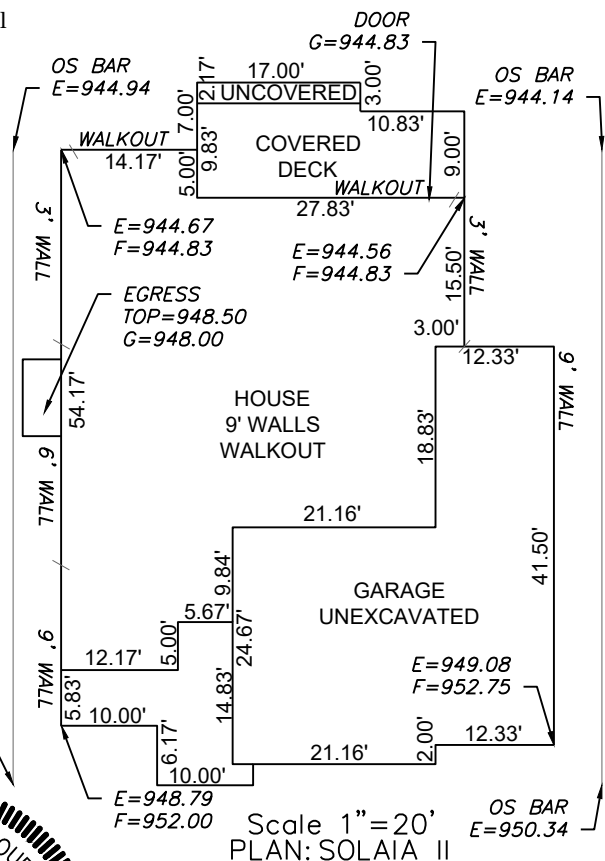 l
DOOR
G=944.83
OS BAR
E=944.94
OS BAR
E=944.14
17.00'
2.17'
UNCOVERED
3.00'
7.00'
10.83'
WALKOUT
14.17'
9.83'
5.00'
COVERED
DECK
9.00'
WALKOUT
27.83'
3' WALL
E=944.67
F=944.83
E=944.56
F=944.83
3' WALL
15.50'
EGRESS
TOP=948.50
G=948.00
3.00'
12.33'
9' WALL
54.17'
HOUSE
9' WALLS
WALKOUT
18.83'
6' WALL
21.16'
41.50'
9.84'
GARAGE
UNEXCAVATED
5.67'
5.00'
24.67'
9' WALL
12.17'
E=949.08
F=952.75
5.83'
14.83'
10.00'
6.17'
2.00'
12.33'
21.16'
10.00'
E=948.79
F=952.00
Scale 1"=20'
PLAN: SOLAIA II
OS BAR
E=950.34